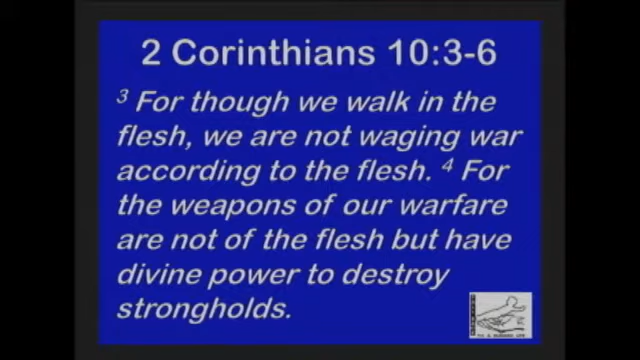 2 Corinthians 10:3-6
3 For though we walk in the
flesh, we are not waging war
according to the flesh. 4 For
the weapons of our warfare
are not of the flesh but have
divine power to destroy
strongholds.